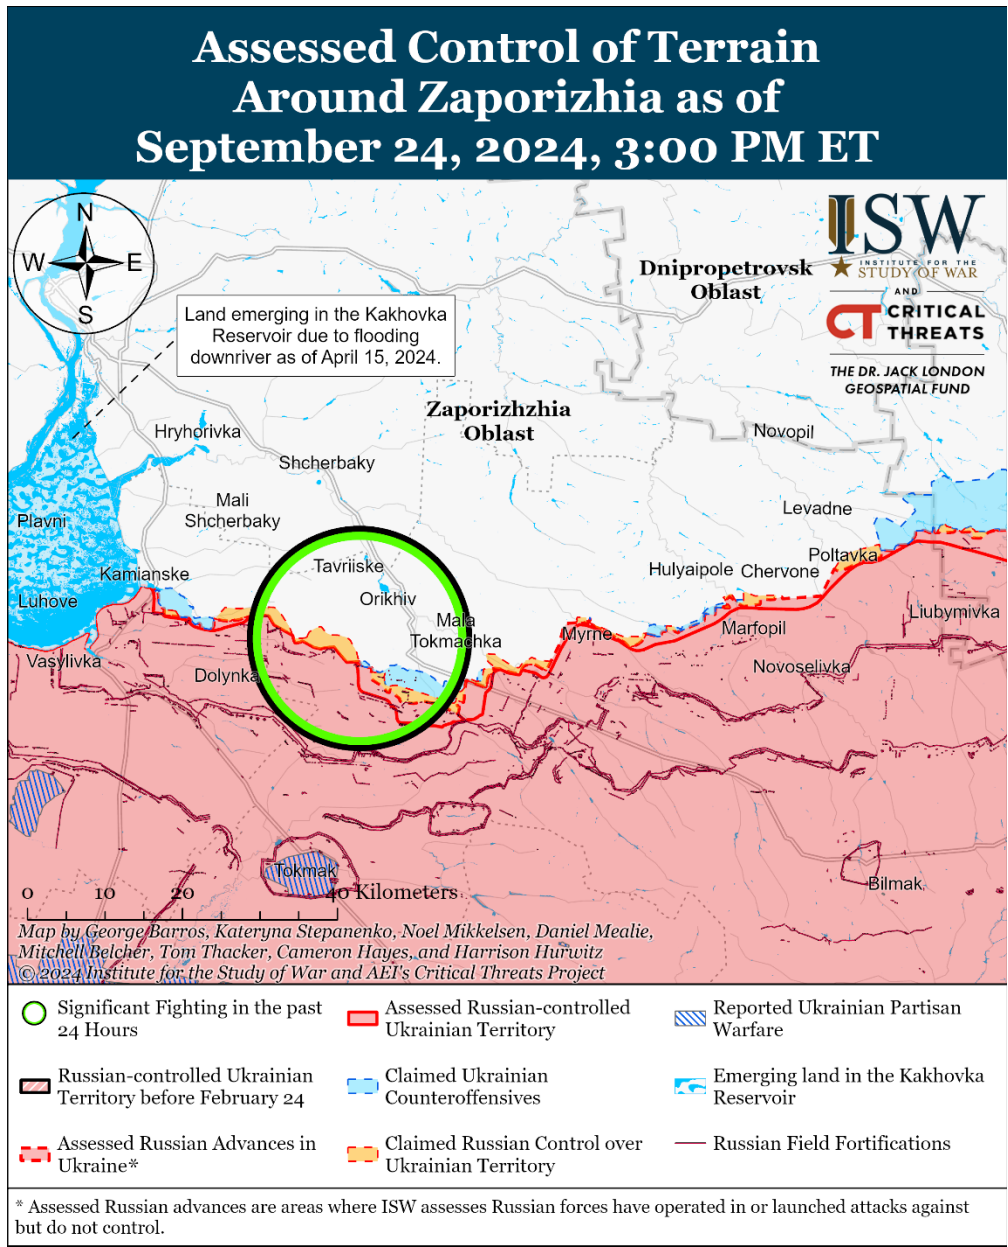 Assessed Control of Terrain
Around Zaporizhia as of
September 24, 2024, 3:00 PM ET
N
W
E
S
ISW
INSTITUTE FOR THE
STUDY OF WAR
AND
CT CRITICAL
THREATS
THE DR. JACK LONDON
GEOSPATIAL FUND
Dnipropetrovsk
Oblast
Land emerging in the Kakhovka
Reservoir due to flooding
downriver as of April 15, 2024.
Zaporizhzhia
Oblast
Hryhorivka
Novopil
Shcherbaky
Mali
Shcherbaky
Levadne
Plavni
Poltavka
Tavriiske
Kamianske
Hulyaipole
Chervone
Luhove
Orikhiv
Mala
Tokmachka
Myrne
Marfopil
Liubymivka
Vasylivka
Dolynka
Novoselivka
Tokmak
Bilmak
0
10
20
40 Kilometers
Map by George Barros, Kateryna Stepanenko, Noel Mikkelsen, Daniel Mealie,
Mitchell Belcher, Tom Thacker, Cameron Hayes, and Harrison Hurwitz
© 2024 Institute for the Study of War and AEI's Critical Threats Project
Significant Fighting in the past
24 Hours
Assessed Russian-controlled
Ukrainian Territory
Reported Ukrainian Partisan
Warfare
Russian-controlled Ukrainian
Territory before February 24
Claimed Ukrainian
Counteroffensives
Emerging land in the Kakhovka
Reservoir
Assessed Russian Advances in
Ukraine*
Claimed Russian Control over
Ukrainian Territory
Russian Field Fortifications
* Assessed Russian advances are areas where ISW assesses Russian forces have operated in or launched attacks against
but do not control.